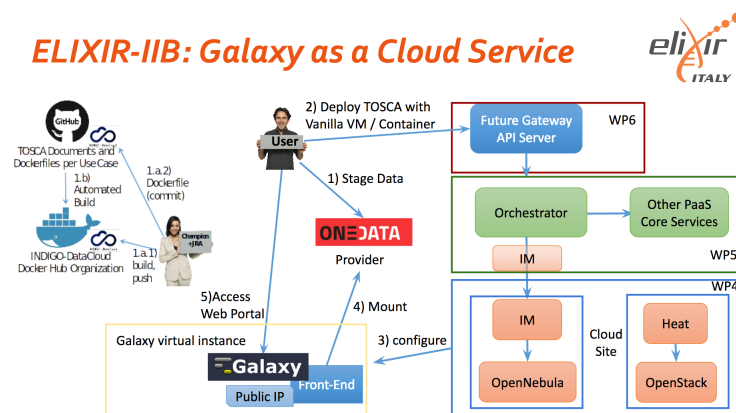 ELIXIR-IIB: Galaxy as a Cloud Service
elixir
ITALY
GitHub
TOSCA Documents and
Dockerfiles per Use Case
1.b)
Automated
Build
1.a.2)
Dockerfile
(commit)
INDIGO-DataCloud
Docker Hub Organization
1.a.1)
build,
push
Champion
+JRA
User
2) Deploy TOSCA with
Vanilla VM / Container
1) Stage Data
ONEDATA
Provider
4) Mount
5)Access
Web Portal
3) configure
Galaxy virtual instance
Galaxy
Public IP
Front-End
Future Gateway
API Server
WP6
Orchestrator
Other PaaS
Core Services
IM
WP5
WP4
IM
OpenNebula
Cloud
Site
Heat
OpenStack